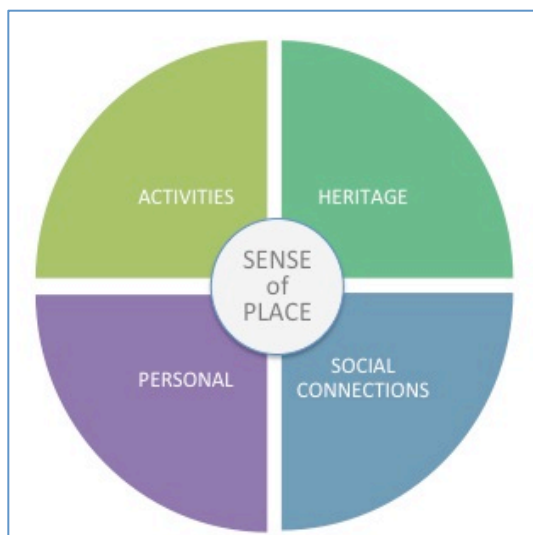 ACTIVITIES
HERITAGE
SENSE
of
PLACE
PERSONAL
SOCIAL
CONNECTIONS